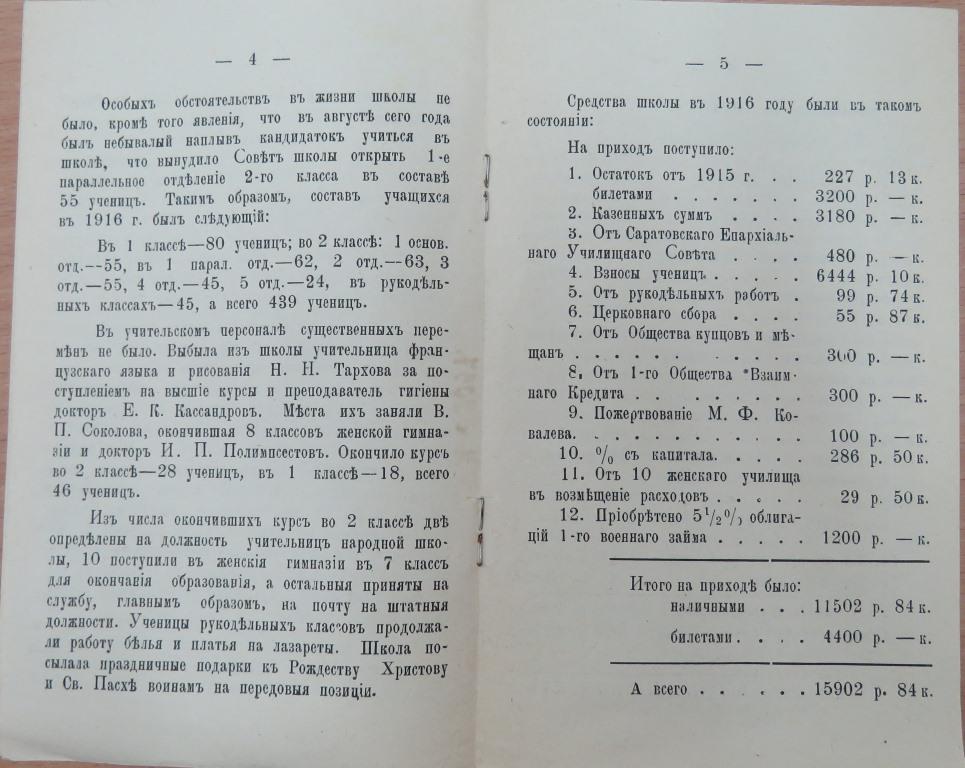 — 4 —
Особыхъ обстоятельствъ въ жизни школы не
было, кромѣ того явленія, что въ августѣ сего года
былъ небывалый наплывъ кандидатокъ учиться въ
школѣ, что вынудило Совѣтъ школы открыть 1-е
параллельное отдѣленіе 2-го класса въ составѣ
55 ученицъ. Такимъ образомъ, составъ учащихся
въ 1916 г. былъ слѣдующій:
Въ 1 классѣ—80 ученицъ; во 2 классѣ: 1 основ.
отд.—55, въ 1 парал. отд.—62, 2 отд.—63, 3
отд.—55, 4 отд.—45, 5 отд.—24, въ рукодѣль-
ныхъ классахъ—45, а всего 439 ученицъ.
Въ учительскомъ персоналѣ существенныхъ пере-
мѣнъ не было. Выбыла изъ школы учительница фран-
цузскаго языка и рисованія Н. Н. Тархова за по-
ступленіемъ на высшіе курсы и преподаватель гигіены
докторъ Е. К. Кассандровъ. Мѣста ихъ заняли В.
П. Соколова, окончившая 8 классовъ женской гимна-
зіи и докторъ И. П. Полимпсестовъ. Окончило курсъ
во 2 классѣ—28 ученицъ, въ 1 классѣ—18, всего
46 ученицъ.
Изъ числа окончившихъ курсъ во 2 классѣ двѣ
опредѣлены на должность учительницъ народной шко-
лы, 10 поступили въ женскія гимназіи въ 7 классъ
для окончанія образованія, а остальныя приняты на
службу, главнымъ образомъ, на почту на штатныя
должности. Ученицы рукодѣльныхъ классовъ продолжа-
ли работу бѣлья и платья на лазареты. Школа по-
сылала праздничные подарки къ Рождеству Христову
и Св. Пасхѣ воинамъ на передовыя позиціи.
— 5 —
Средства школы въ 1916 году были въ такомъ
состояніи:
На приходъ поступило:
1. Остатокъ отъ 1915 г. . . 227 р. 13 к.
билетами . . . . . . . 3200 р. — к.
2. Казенныхъ суммъ . . . . 3180 р. — к.
3. Отъ Саратовскаго Епархіаль-
наго Училищнаго Совѣта . . . . 480 р. — к.
4. Взносы ученицъ . . . . . 6444 р. 10 к.
5. Отъ рукодѣльныхъ работъ . 99 р. 74 к.
6. Церковнаго сбора . . . . 55 р. 87 к.
7. Отъ Общества купцовъ и мѣ-
щанъ . . . . . . . . . . . 300 р. — к.
8. Отъ 1-го Общества Взаим-
наго Кредита . . . . . . . . 300 р. — к.
9. Пожертвованіе М. Ф. Ко-
валева. . . . . . . . . . . . 100 р. — к.
10. % съ капитала. . . . . 286 р. 50 к.
11. Отъ 10 женскаго училища
въ возмѣщеніе расходовъ . . . . . 29 р. 50 к.
12. Пріобрѣтено 5½% облига-
цій 1-го военнаго займа . . . . . 1200 р. — к.
Итого на приходѣ было:
наличными . . . 11502 р. 84 к.
билетами . . . . 4400 р. — к.
А всего . . . . . . 15902 р. 84 к.